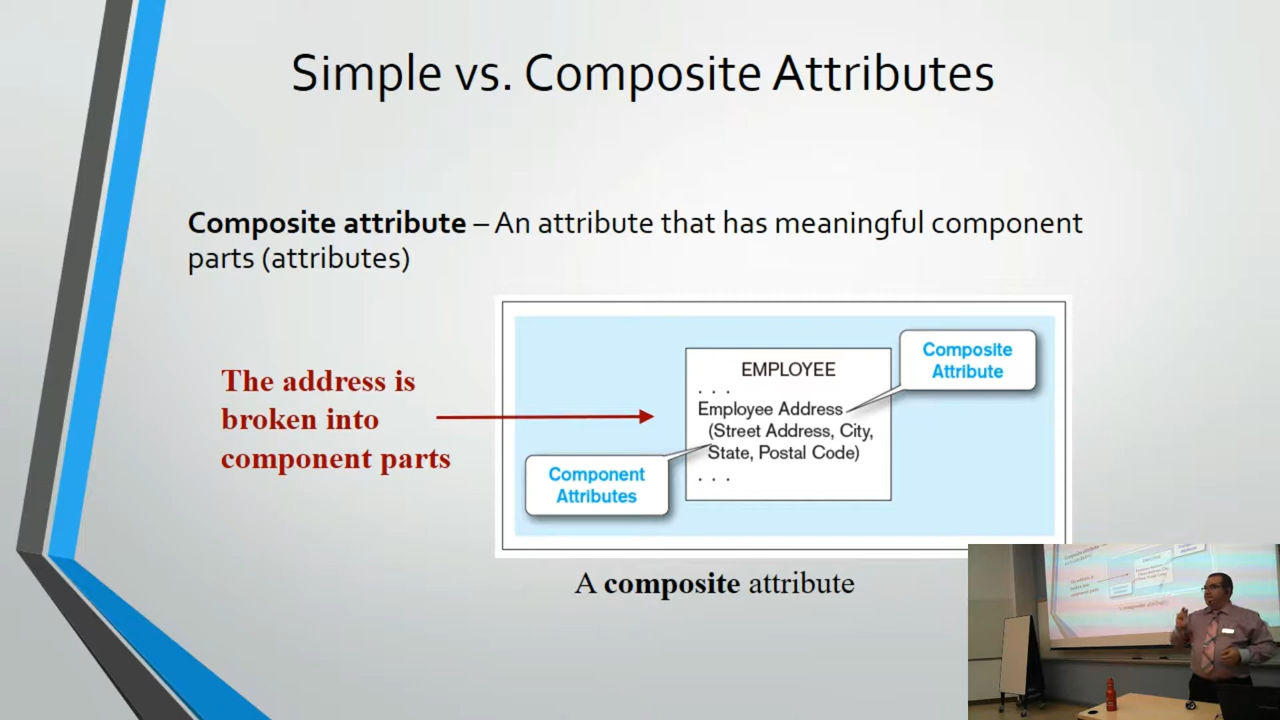 Simple vs. Composite Attributes
Composite attribute – An attribute that has meaningful component
parts (attributes)
The address is
broken into
component parts
EMPLOYEE
. . .
Employee Address
(Street Address, City,
State, Postal Code)
. . .
Composite
Attribute
Component
Attributes
A composite attribute